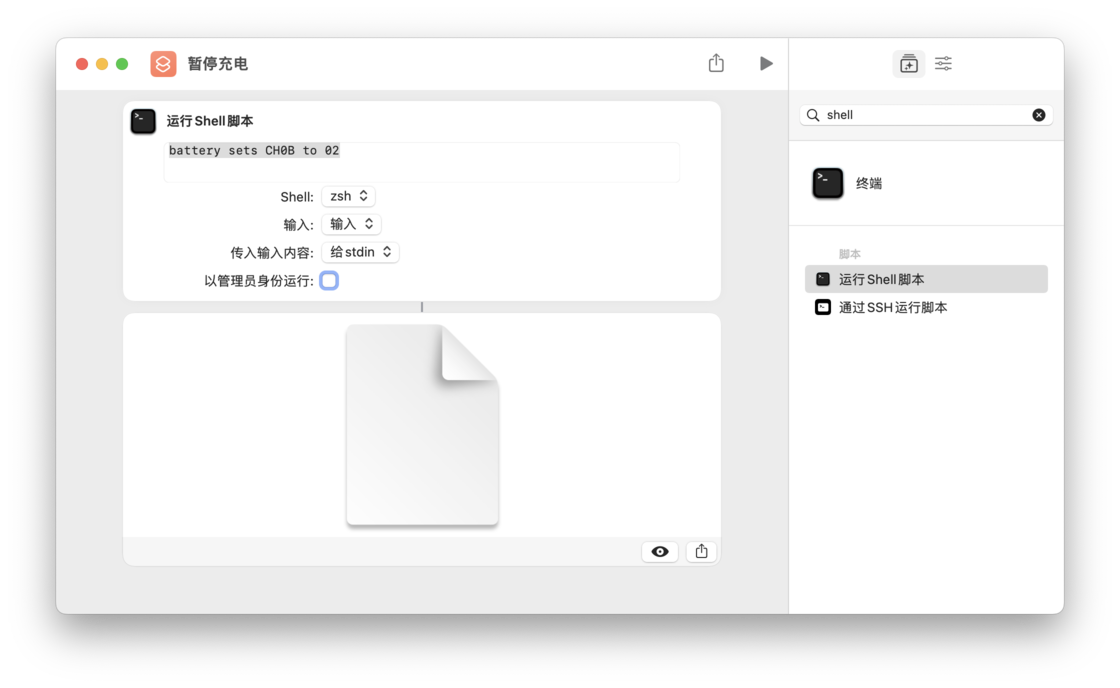 暂停充电
运行Shell脚本
battery sets CH0B to 02
Shell: zsh
输入: 输入
传入输入内容: 给stdin
以管理员身份运行:
shell
终端
脚本
运行Shell脚本
通过SSH运行脚本